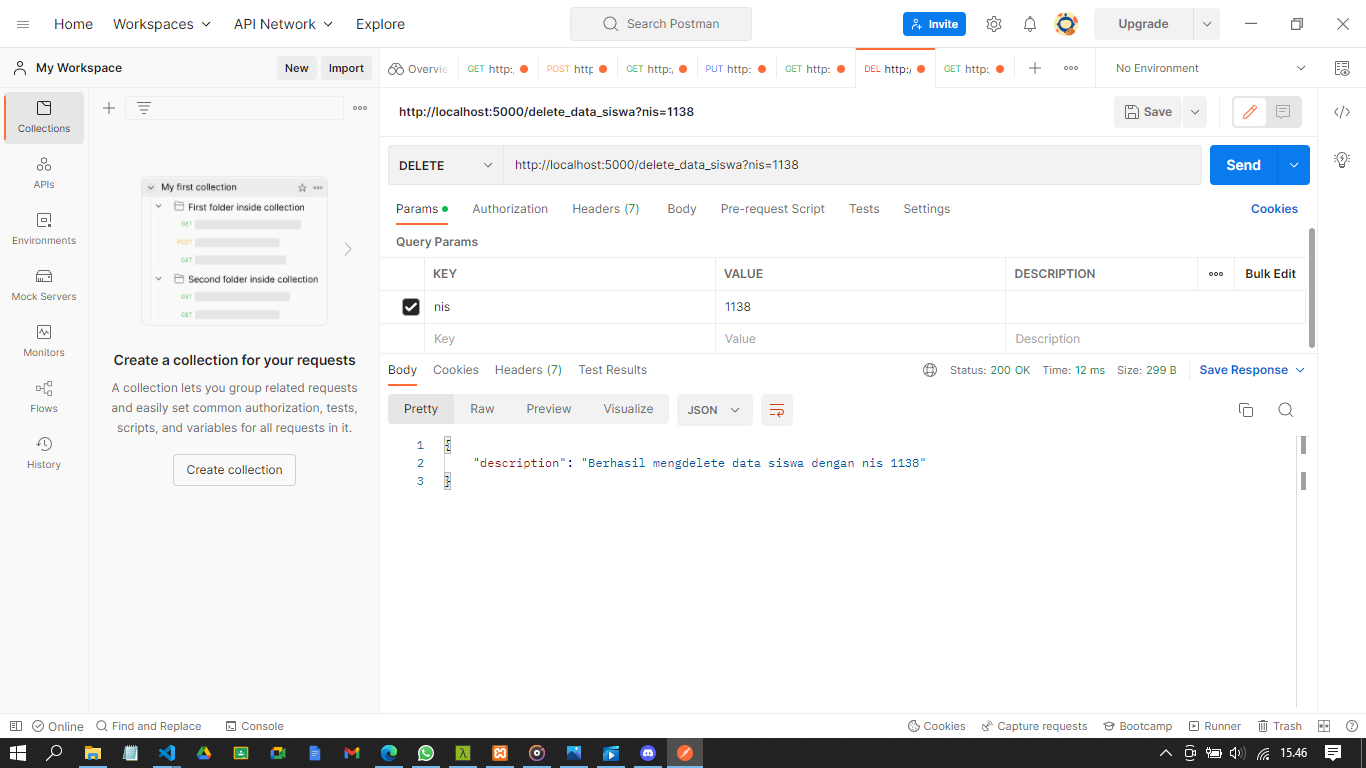 Home Workspaces API Network Explore Search Postman Invite Upgrade
My Workspace New Import Overvie GET http:, POST http GET http:, PUT http: GET http: DEL http:/ GET http:, No Environment
Collections
APIs
Environments
Mock Servers
Monitors
Flows
History
My first collection
First folder inside collection
GET
POST
GET
Second folder inside collection
GET
GET
Create a collection for your requests
A collection lets you group related requests
and easily set common authorization, tests,
scripts, and variables for all requests in it.
Create collection
http://localhost:5000/delete_data_siswa?nis=1138 Save
DELETE http://localhost:5000/delete_data_siswa?nis=1138 Send
Params Authorization Headers (7) Body Pre-request Script Tests Settings Cookies
Query Params
KEY VALUE DESCRIPTION Bulk Edit
nis 1138
Key Value Description
Body Cookies Headers (7) Test Results Status: 200 OK Time: 12 ms Size: 299 B Save Response
Pretty Raw Preview Visualize JSON
1 {
2 "description": "Berhasil mengdelete data siswa dengan nis 1138"
3 }
Online Find and Replace Console Cookies Capture requests Bootcamp Runner Trash
15.46